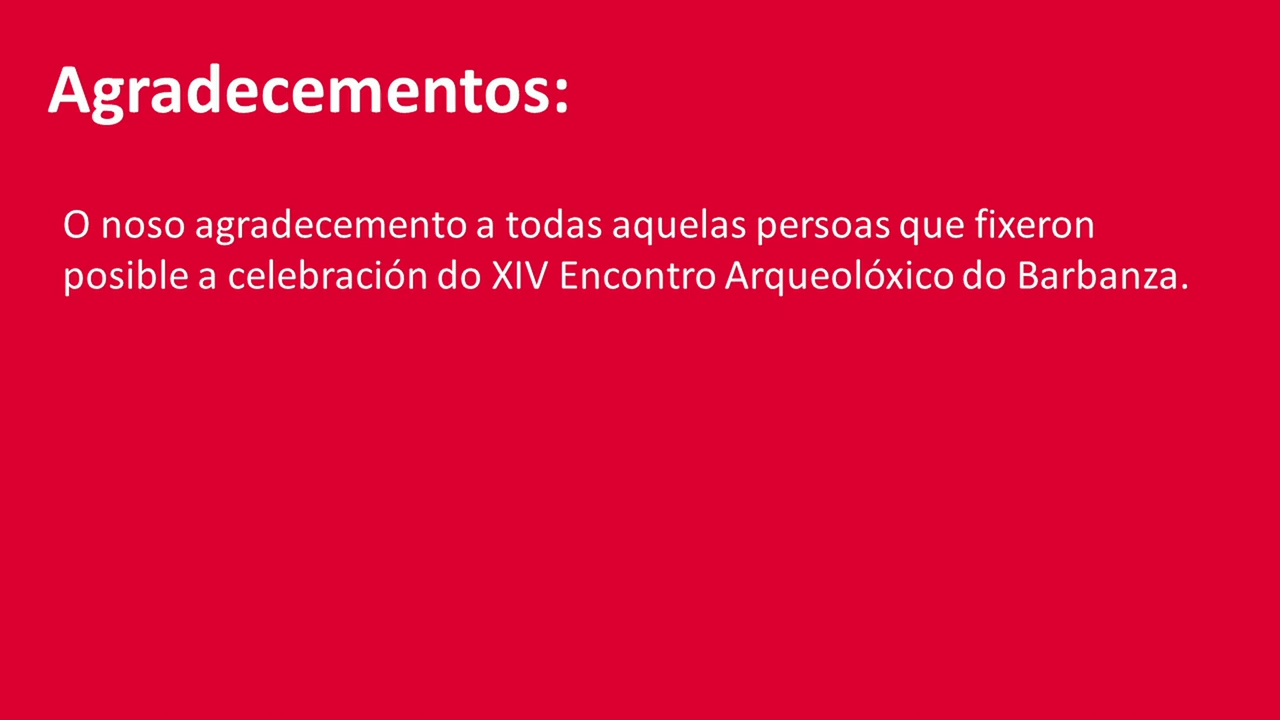 Agradecementos:
O noso agradecemento a todas aquelas persoas que fixeron
posible a celebración do XIV Encontro Arqueolóxico do Barbanza.